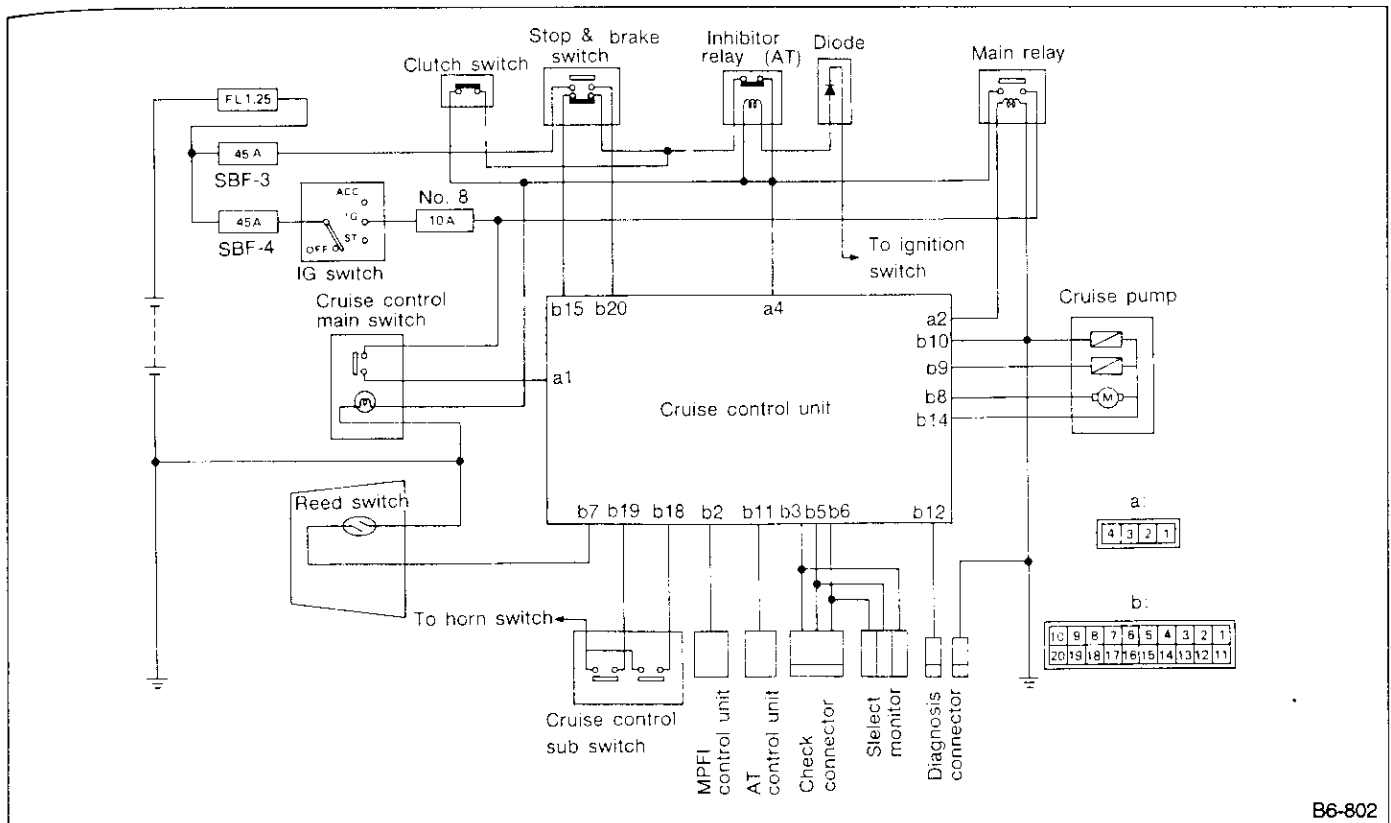 Stop & brake
switch
Inhibitor
relay (AT)
Diode
Clutch switch
Main relay
FL 1.25
45 A
SBF-3
45A
SBF-4
ACC
IG
ST
OFF
IG switch
No. 8
10 A
To ignition
switch
Cruise control
main switch
b15 b20 a4
a2
b10
b9
b8
b14
a1
Cruise control unit
Cruise pump
M
Reed switch
b7 b19 b18 b2 b11 b3 b5 b6 b12
To horn switch
Cruise control
sub switch
MPFI
control unit
AT
control unit
Check
connector
Slelect
monitor
Diagnosis
connector
a:
4 3 2 1
b:
10 9 8 7 6 5 4 3 2 1
20 19 18 17 16 15 14 13 12 11
B6-802